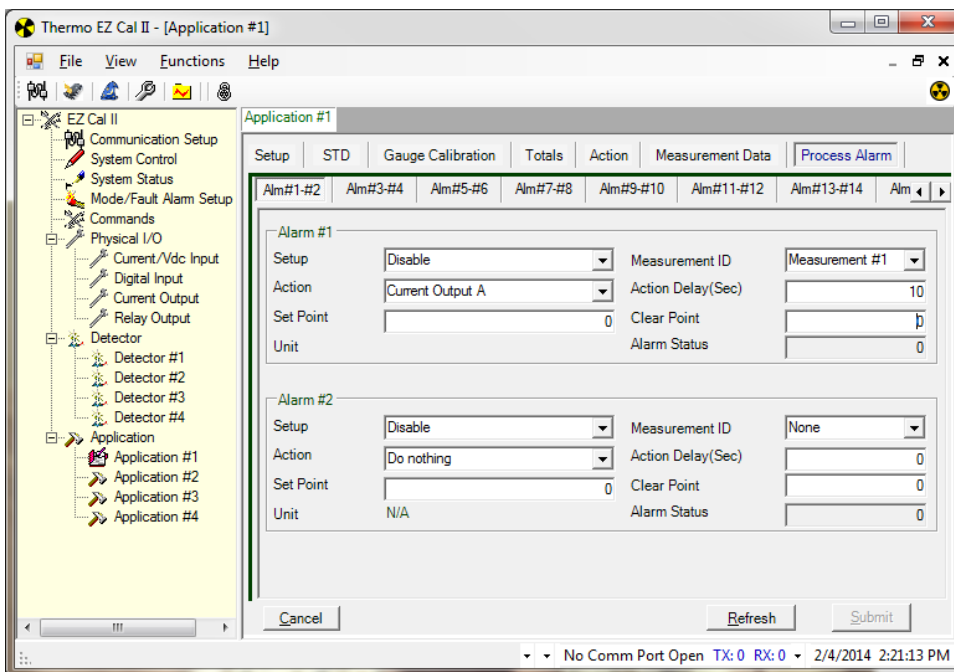 Thermo EZ Cal II - [Application #1]
File View Functions Help
EZ Cal II
Communication Setup
System Control
System Status
Mode/Fault Alarm Setup
Commands
Physical I/O
Current/Vdc Input
Digital Input
Current Output
Relay Output
Detector
Detector #1
Detector #2
Detector #3
Detector #4
Application
Application #1
Application #2
Application #3
Application #4
Application #1
Setup STD Gauge Calibration Totals Action Measurement Data Process Alarm
Alm#1-#2 Alm#3-#4 Alm#5-#6 Alm#7-#8 Alm#9-#10 Alm#11-#12 Alm#13-#14 Alm
Alarm #1
Setup Disable Measurement ID Measurement #1
Action Current Output A Action Delay(Sec) 10
Set Point 0 Clear Point 0
Unit Alarm Status 0
Alarm #2
Setup Disable Measurement ID None
Action Do nothing Action Delay(Sec) 0
Set Point 0 Clear Point 0
Unit N/A Alarm Status 0
Cancel Refresh Submit
No Comm Port Open TX: 0 RX: 0 2/4/2014 2:21:13 PM